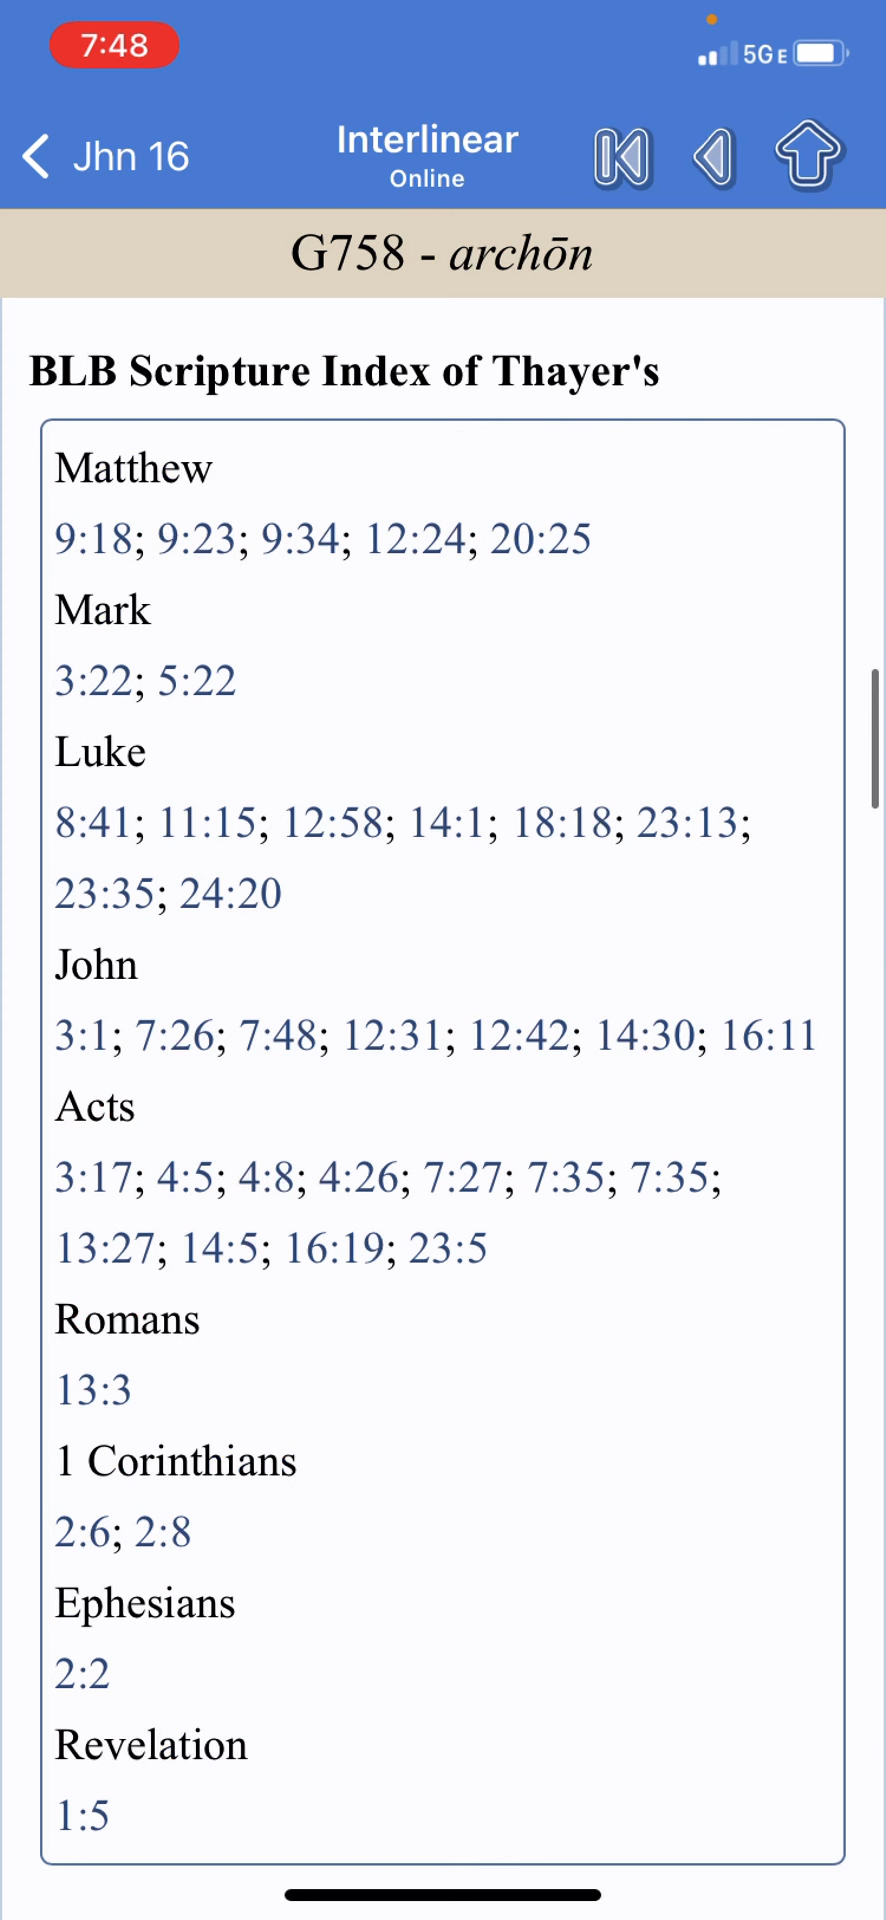 7:48
5G E
Jhn 16
Interlinear
Online
G758 - archōn
BLB Scripture Index of Thayer's
Matthew
9:18; 9:23; 9:34; 12:24; 20:25
Mark
3:22; 5:22
Luke
8:41; 11:15; 12:58; 14:1; 18:18; 23:13;
23:35; 24:20
John
3:1; 7:26; 7:48; 12:31; 12:42; 14:30; 16:11
Acts
3:17; 4:5; 4:8; 4:26; 7:27; 7:35; 7:35;
13:27; 14:5; 16:19; 23:5
Romans
13:3
1 Corinthians
2:6; 2:8
Ephesians
2:2
Revelation
1:5